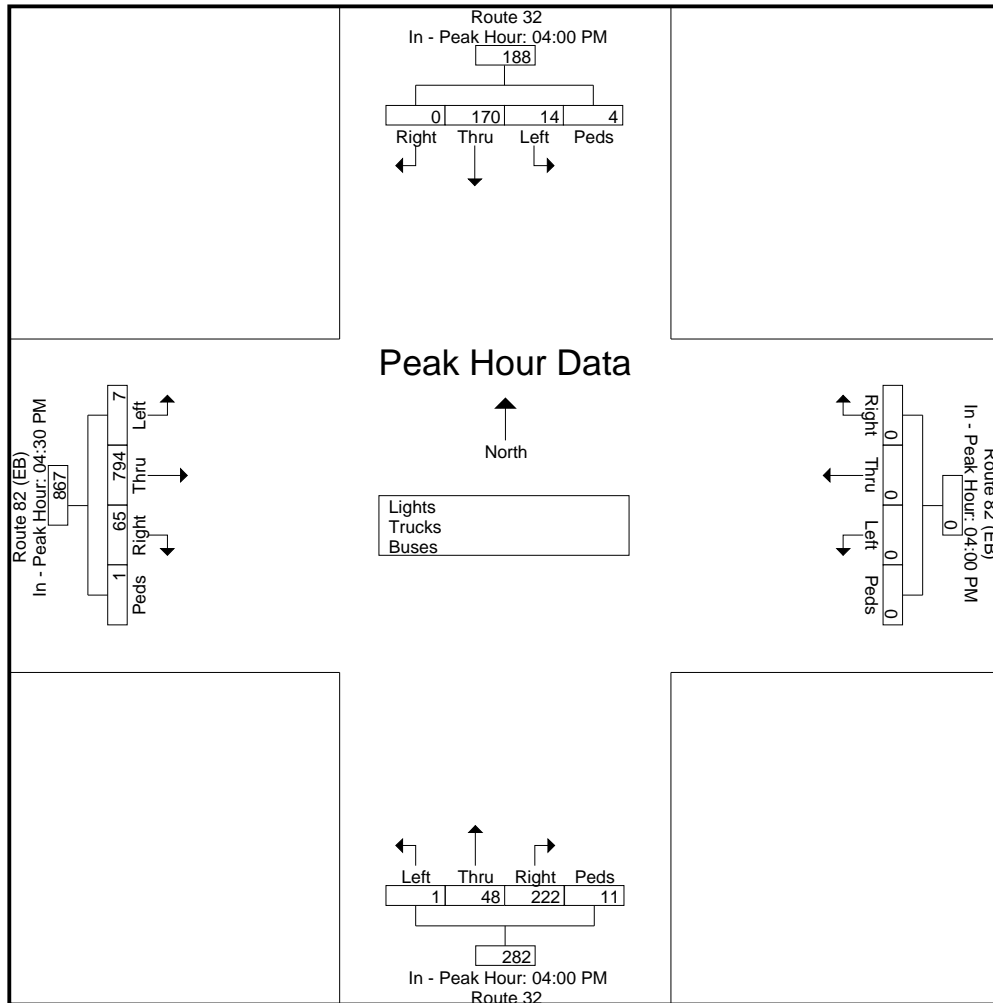 Route 32
In - Peak Hour: 04:00 PM
188
0 170 14 4
Right Thru Left Peds
Peak Hour Data
North
Lights
Trucks
Buses
Route 82 (EB)
In - Peak Hour: 04:30 PM
867
7 794 65 1
Left Thru Right Peds
Right Thru Left Peds
0 0 0 0
0
In - Peak Hour: 04:00 PM
Route 82 (EB)
Left Thru Right Peds
1 48 222 11
282
In - Peak Hour: 04:00 PM
Route 32